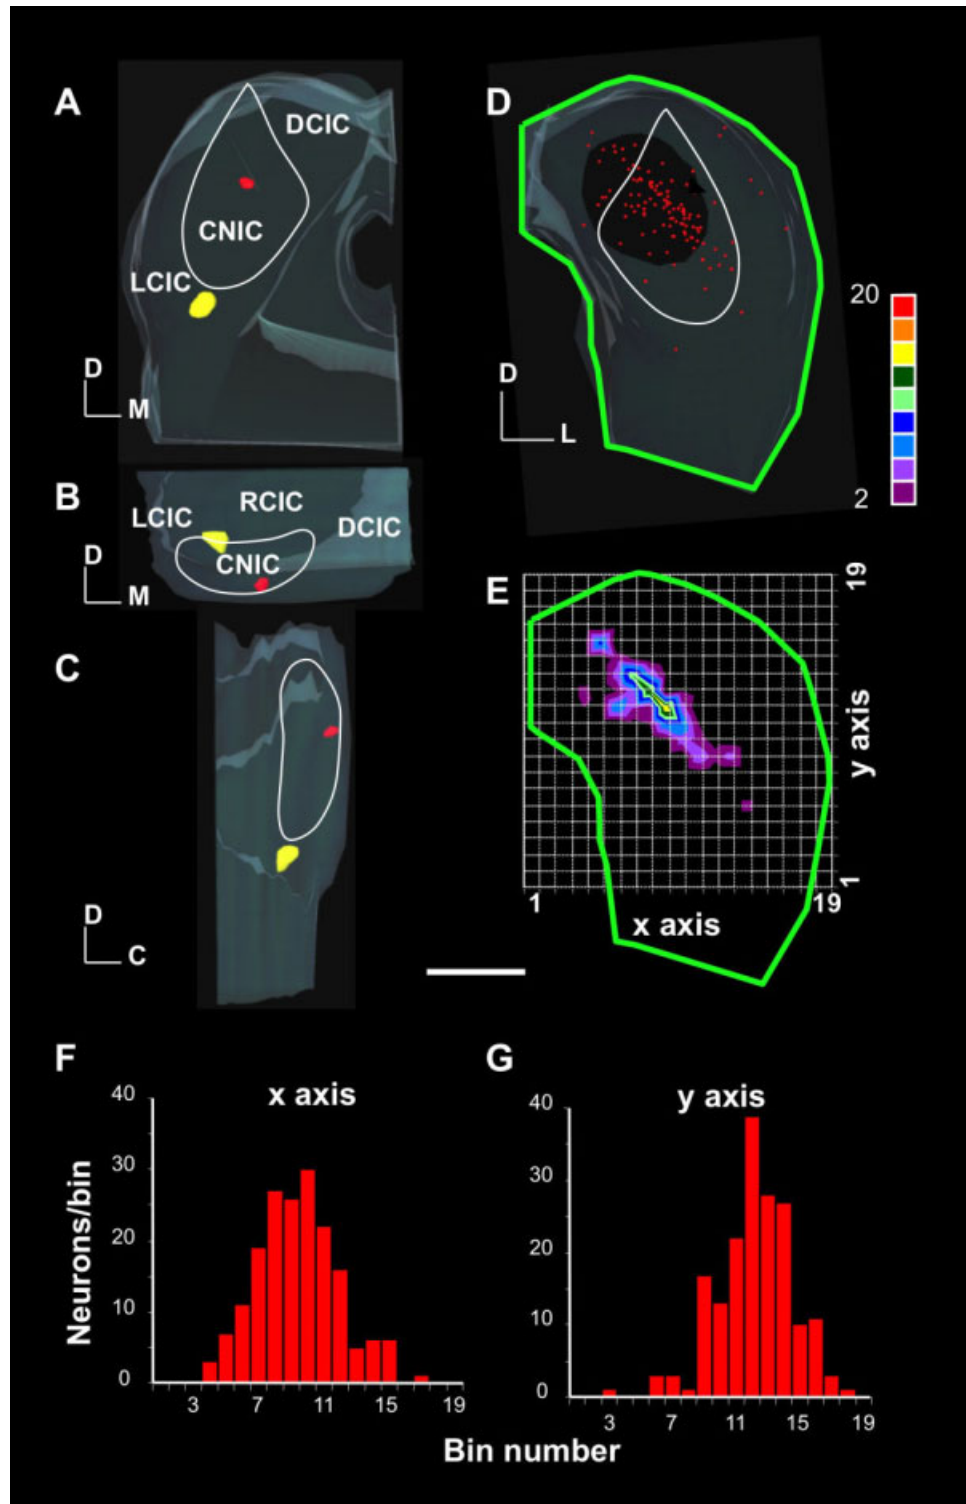 A
DCIC
CNIC
LCIC
D
M
B
LCIC
RCIC
DCIC
CNIC
D
M
C
D
C
D
D
L
20
2
E
19
y axis
1
1
19
x axis
F
x axis
Neurons/bin
40
30
20
10
0
3 7 11 15 19
G
y axis
40
30
20
10
0
3 7 11 15 19
Bin number